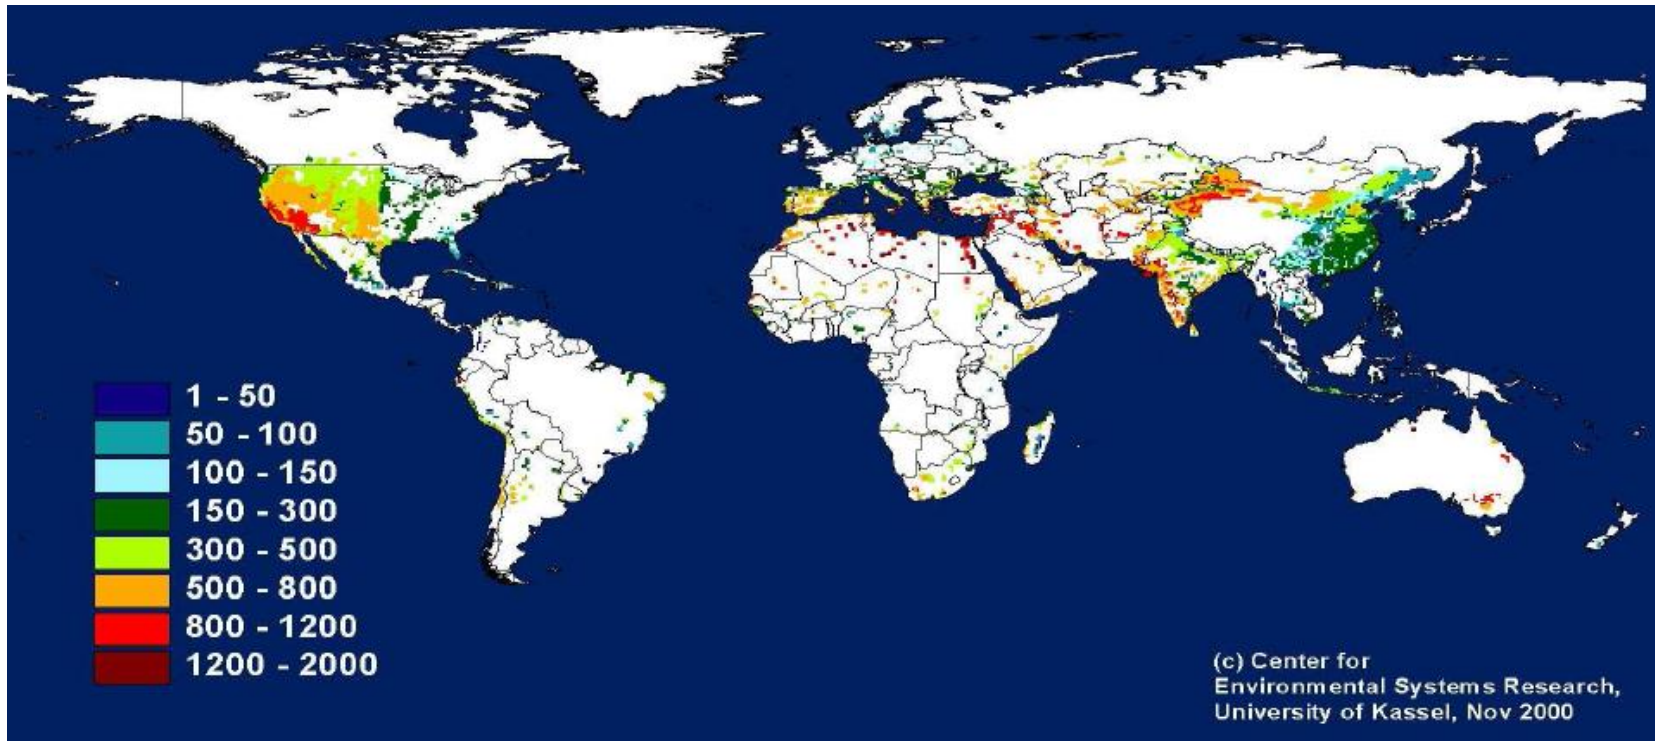 1 - 50
50 - 100
100 - 150
150 - 300
300 - 500
500 - 800
800 - 1200
1200 - 2000
(c) Center for
Environmental Systems Research,
University of Kassel, Nov 2000